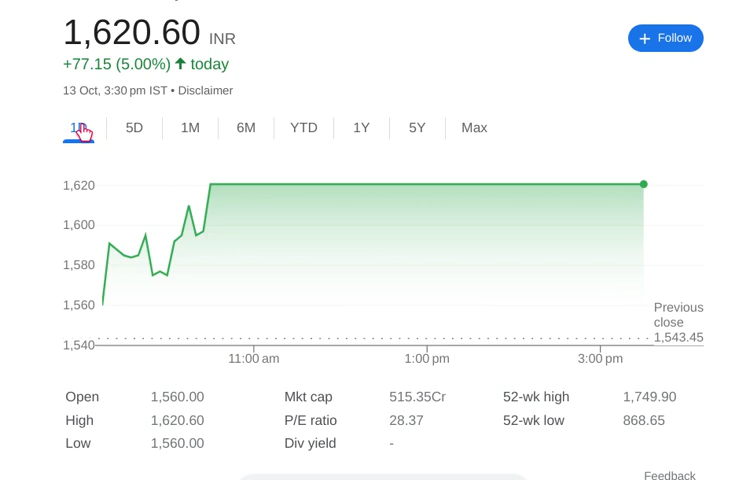 1,620.60 INR
+ Follow
+77.15 (5.00%) ↑ today
13 Oct, 3:30 pm IST • Disclaimer
5D 1M 6M YTD 1Y 5Y Max
1,620
1,600
1,580
1,560
1,540
Previous
close
1,543.45
11:00 am 1:00 pm 3:00 pm
Open 1,560.00 Mkt cap 515.35Cr 52-wk high 1,749.90
High 1,620.60 P/E ratio 28.37 52-wk low 868.65
Low 1,560.00 Div yield -
Feedback